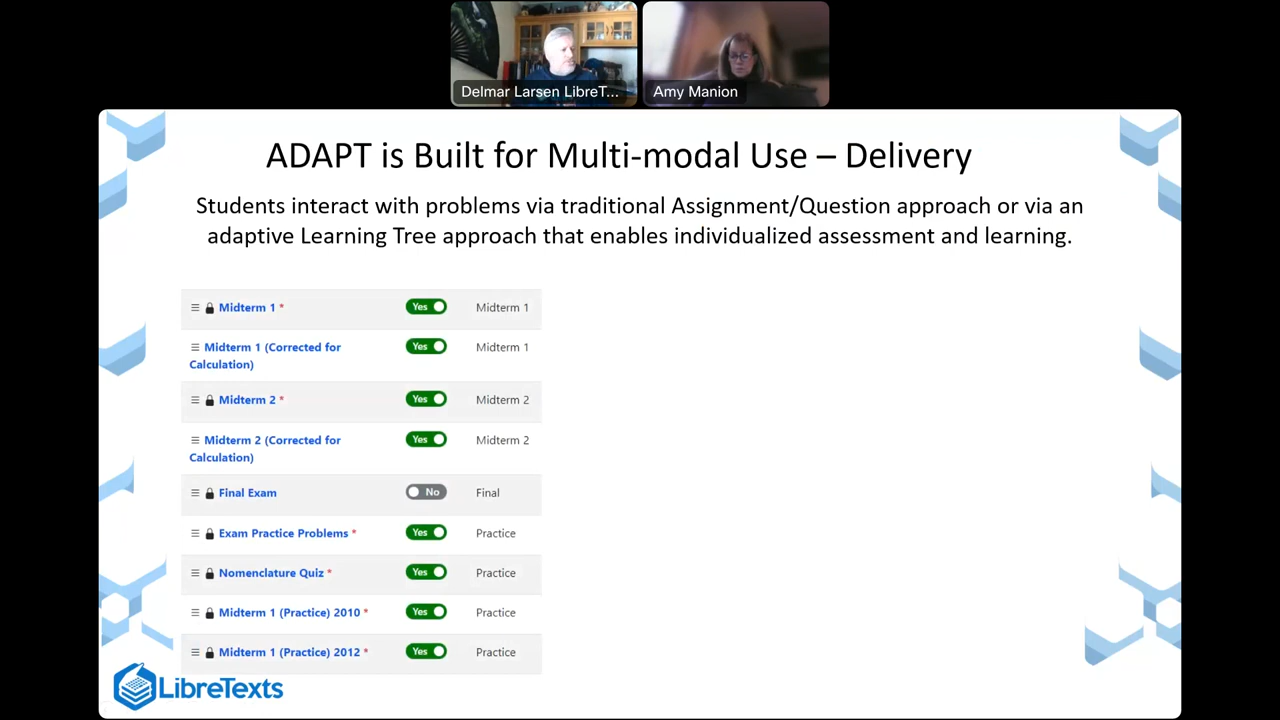 Delmar Larsen LibreT...
Amy Manion
ADAPT is Built for Multi-modal Use – Delivery
Students interact with problems via traditional Assignment/Question approach or via an
adaptive Learning Tree approach that enables individualized assessment and learning.
Midterm 1 * Yes Midterm 1
Midterm 1 (Corrected for Yes Midterm 1
Calculation)
Midterm 2 * Yes Midterm 2
Midterm 2 (Corrected for Yes Midterm 2
Calculation)
Final Exam No Final
Exam Practice Problems * Yes Practice
Nomenclature Quiz * Yes Practice
Midterm 1 (Practice) 2010 * Yes Practice
Midterm 1 (Practice) 2012 * Yes Practice
LibreTexts